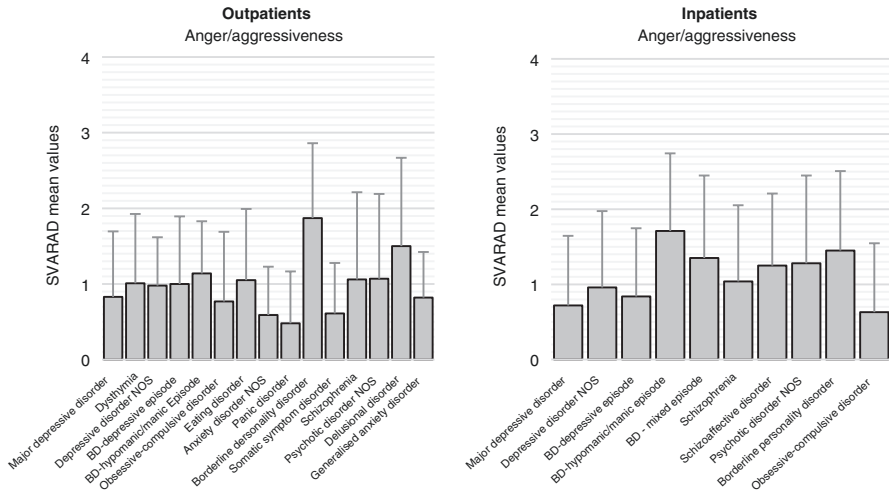 Outpatients
Anger/aggressiveness
SVARAD mean values
4
3
2
1
0
Major depressive disorder
Dysthymia
Depressive disorder NOS
BD-depressive episode
BD-hypomanic/manic Episode
Obsessive-compulsive disorder
Eating disorder
Anxiety disorder NOS
Panic disorder
Borderline dersonality disorder
Somatic symptom disorder
Schizophrenia
Psychotic disorder NOS
Delusional disorder
Generalised anxiety disorder
Inpatients
Anger/aggressiveness
SVARAD mean values
4
3
2
1
0
Major depressive disorder
Depressive disorder NOS
BD-depressive episode
BD-hypomanic/manic episode
BD - mixed episode
Schizophrenia
Schizoaffective disorder
Psychotic disorder NOS
Borderline personality disorder
Obsessive-compulsive disorder